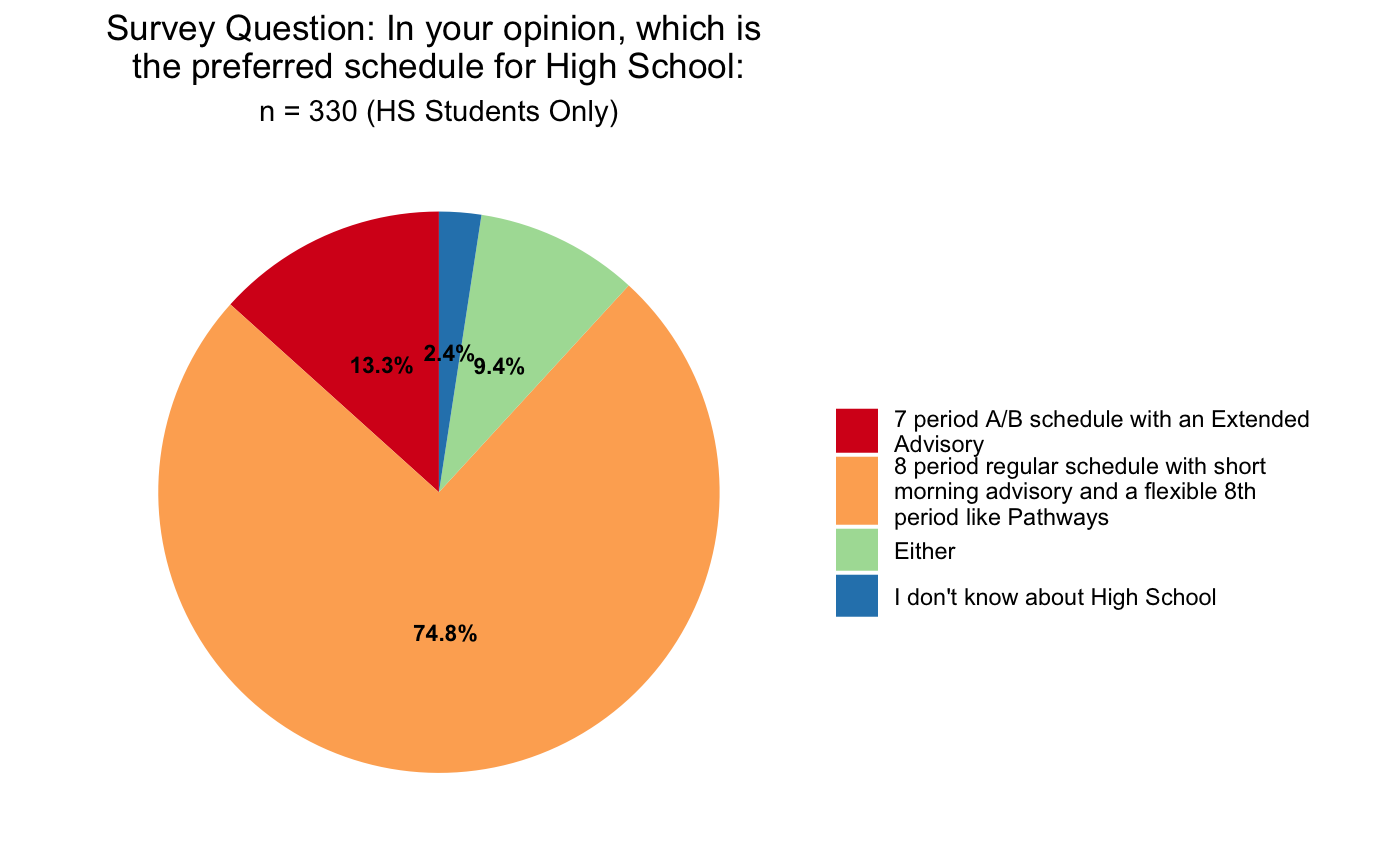 Survey Question: In your opinion, which is
the preferred schedule for High School:
n = 330 (HS Students Only)
13.3%
2.4%
9.4%
74.8%
7 period A/B schedule with an Extended
Advisory
8 period regular schedule with short
morning advisory and a flexible 8th
period like Pathways
Either
I don't know about High School